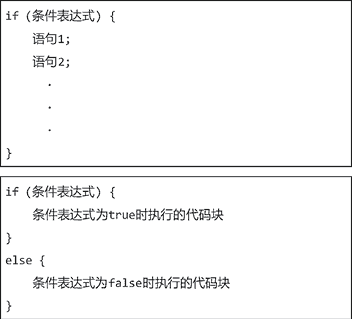 if (条件表达式) {
语句1;
语句2;
.
.
.
}
if (条件表达式) {
条件表达式为true时执行的代码块
}
else {
条件表达式为false时执行的代码块
}